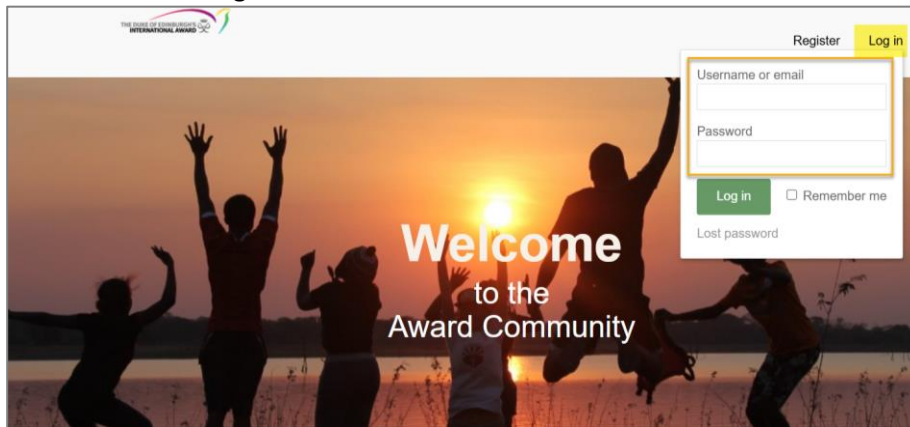 THE DUKE OF EDINBURGH'S
INTERNATIONAL AWARD
Register Log in
Username or email
Password
Log in Remember me
Lost password
Welcome
to the
Award Community